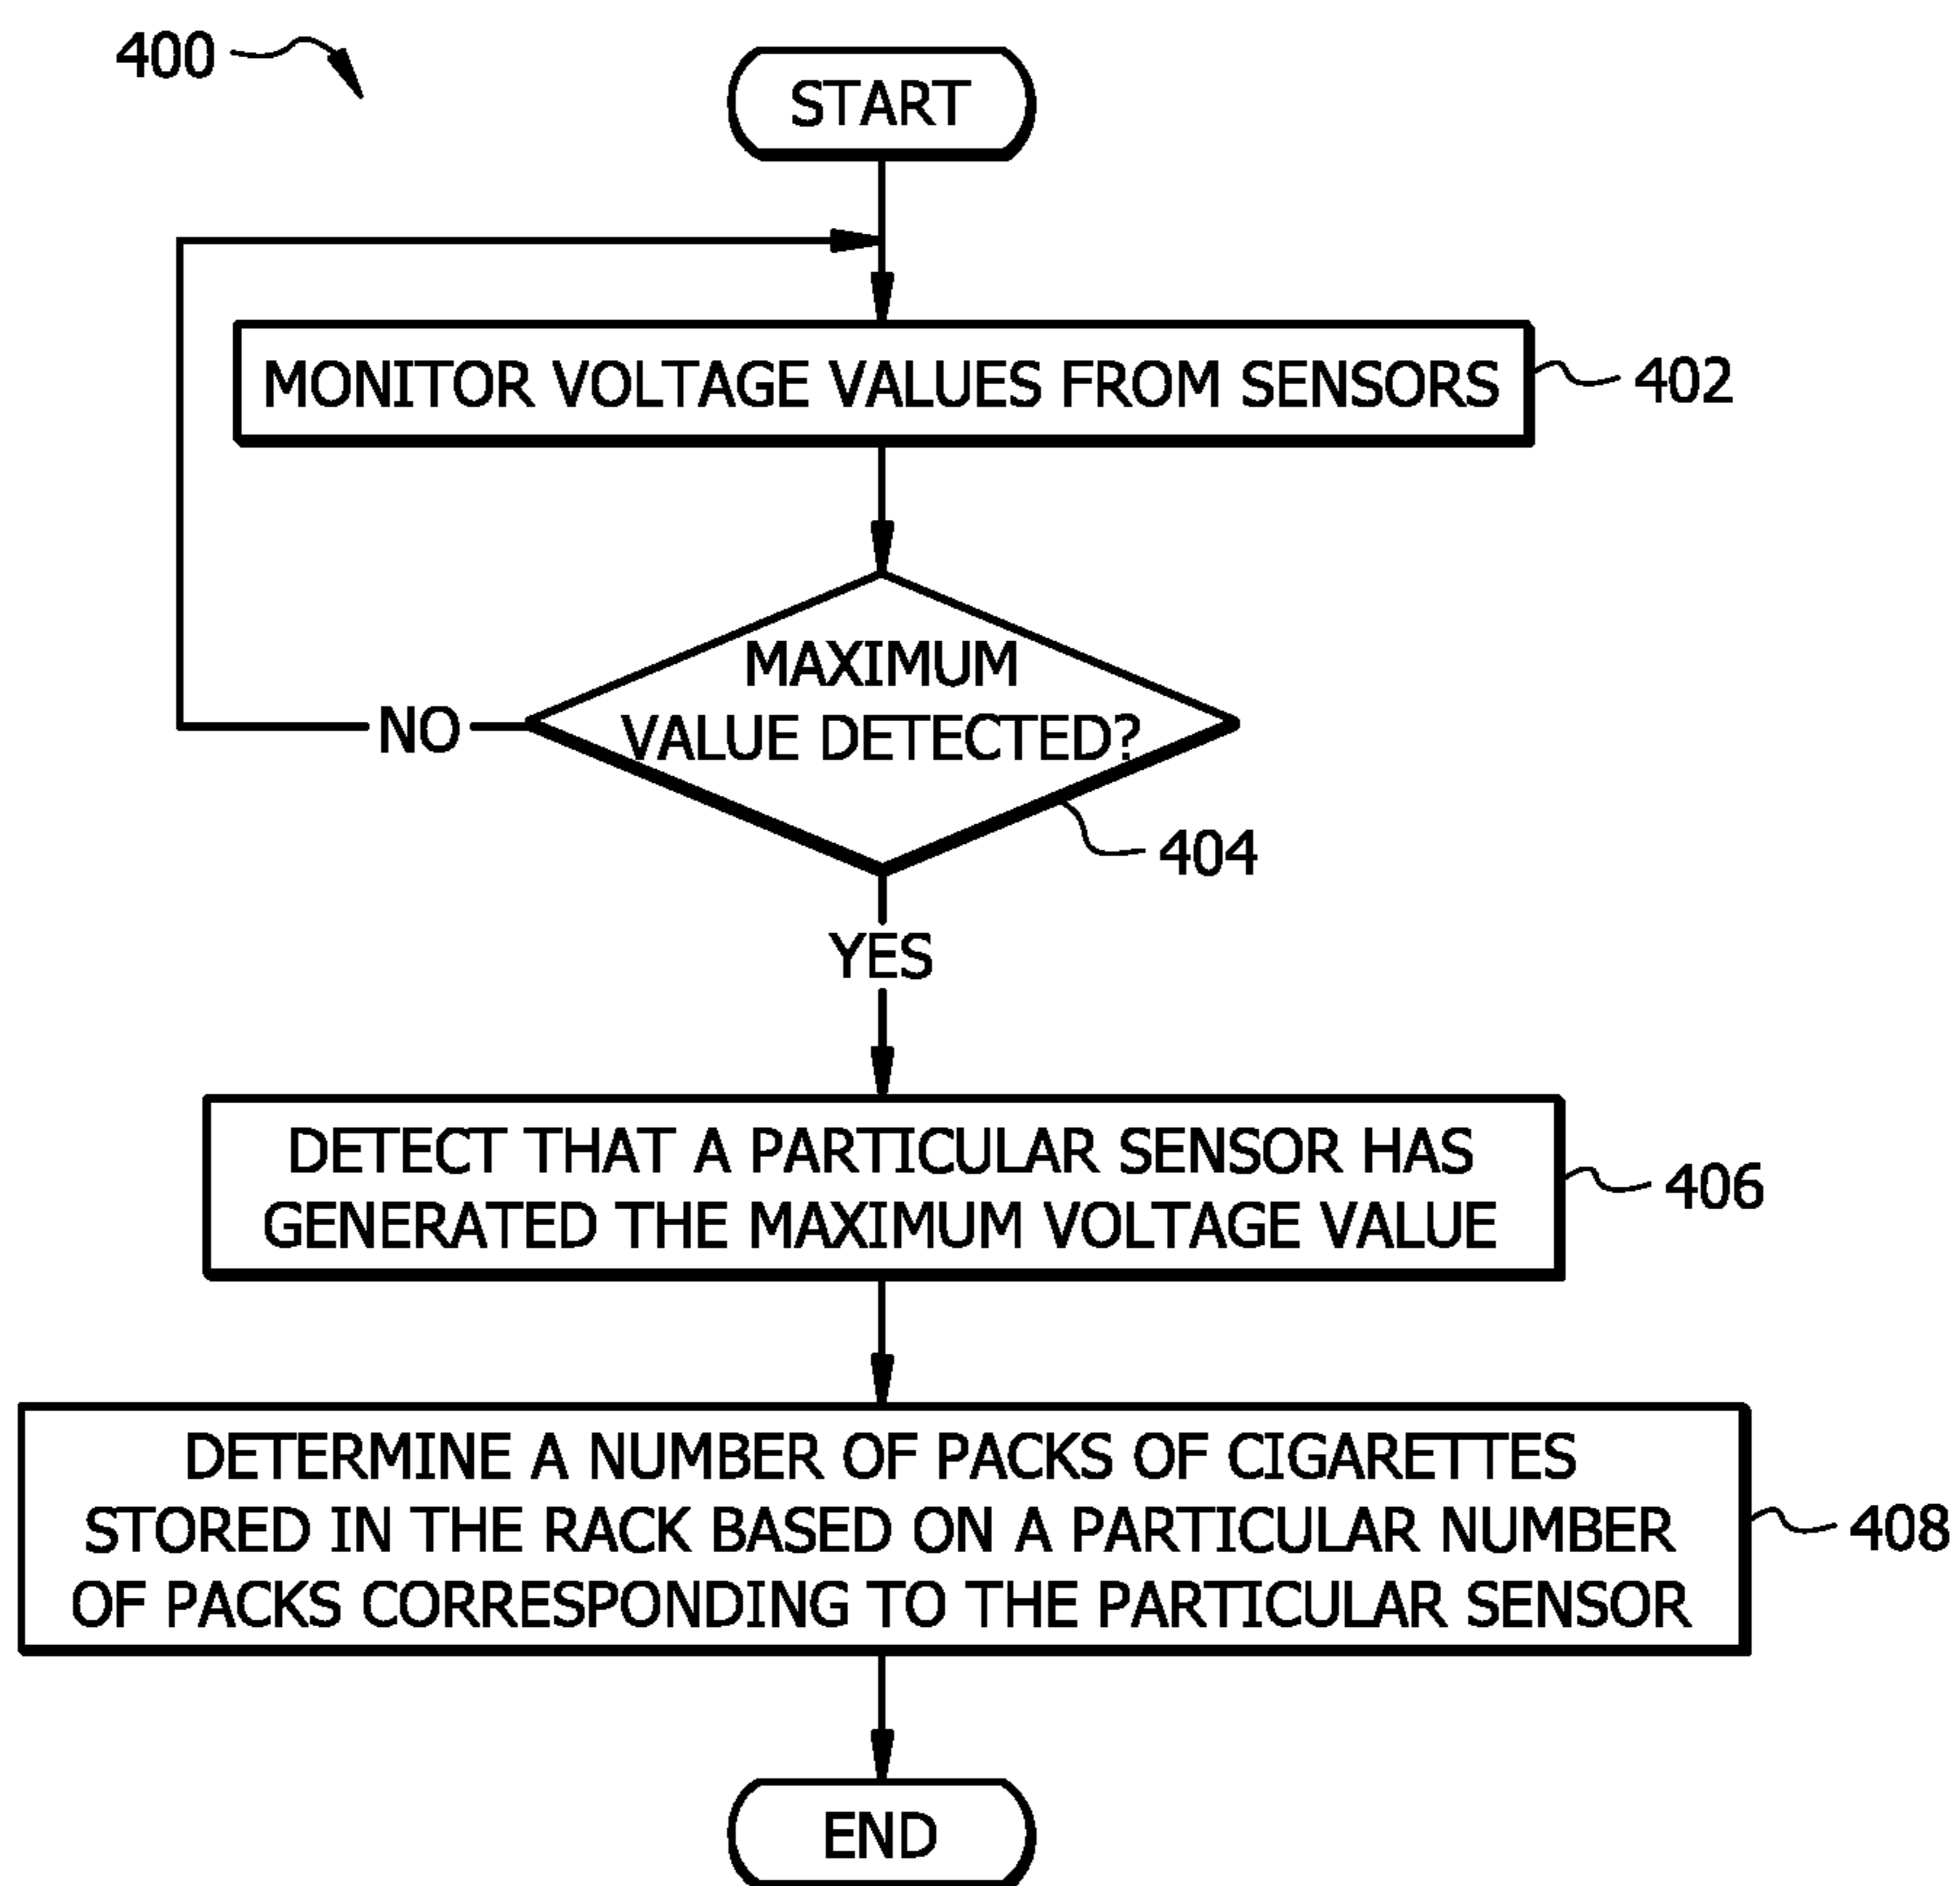 400
START
MONITOR VOLTAGE VALUES FROM SENSORS
402
MAXIMUM
VALUE DETECTED?
NO
404
YES
DETECT THAT A PARTICULAR SENSOR HAS
GENERATED THE MAXIMUM VOLTAGE VALUE
406
DETERMINE A NUMBER OF PACKS OF CIGARETTES
STORED IN THE RACK BASED ON A PARTICULAR NUMBER
OF PACKS CORRESPONDING TO THE PARTICULAR SENSOR
408
END